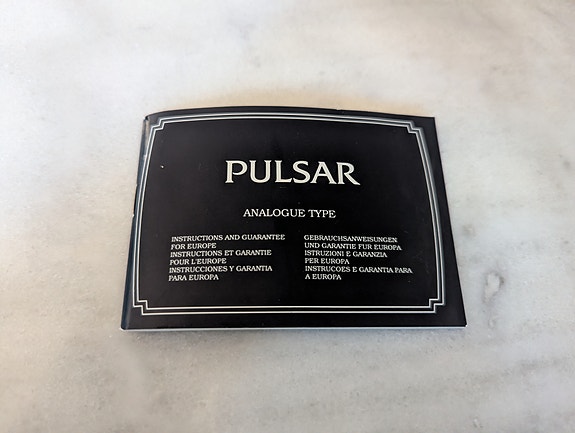 PULSAR
ANALOGUE TYPE
INSTRUCTIONS AND GUARANTEE
FOR EUROPE
INSTRUCTIONS ET GARANTIE
POUR L'EUROPE
INSTRUCCIONES Y GARANTIA
PARA EUROPA
GEBRAUCHSANWEISUNGEN
UND GARANTIE FUR EUROPA
ISTRUZIONI E GARANZIA
PER EUROPA
INSTRUCOES E GARANTIA PARA
A EUROPA